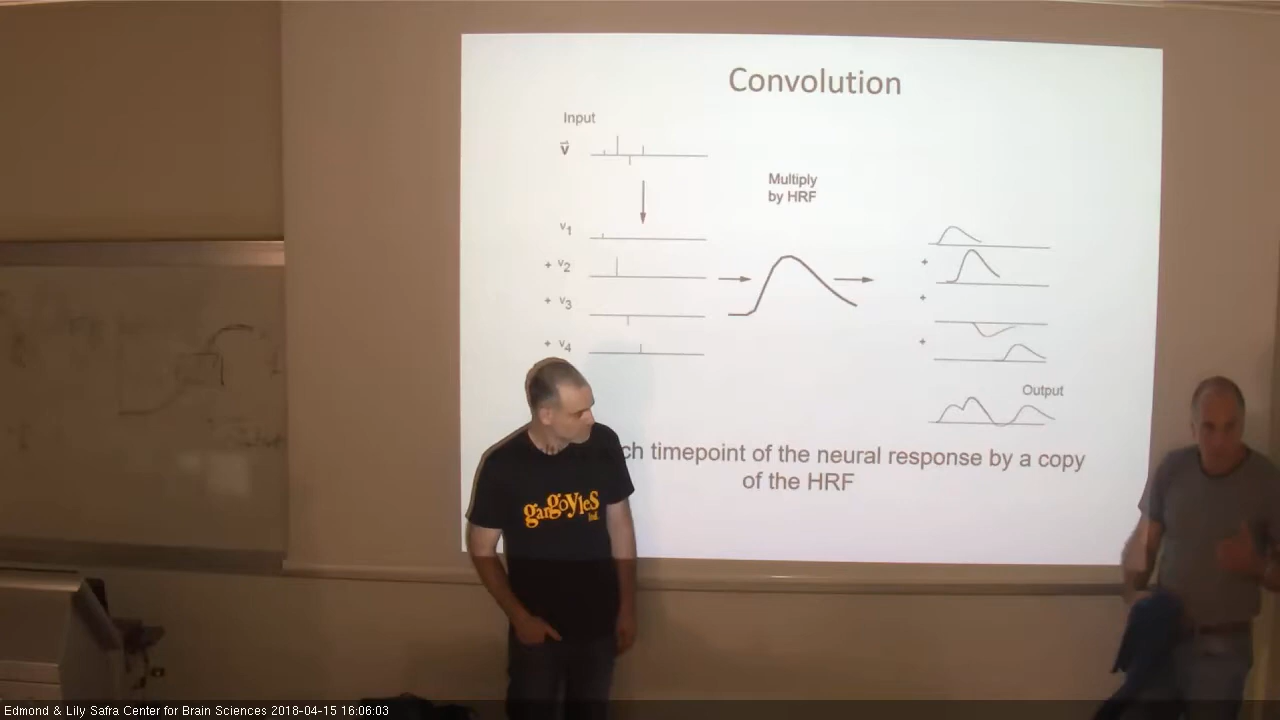 Convolution
Input
v
Multiply
by HRF
v1
+ v2
+ v3
+ v4
+
+
+
Output
ch timepoint of the neural response by a copy
of the HRF
gargoyles
Edmond & Lily Safra Center for Brain Sciences 2018-04-15 16:06:03